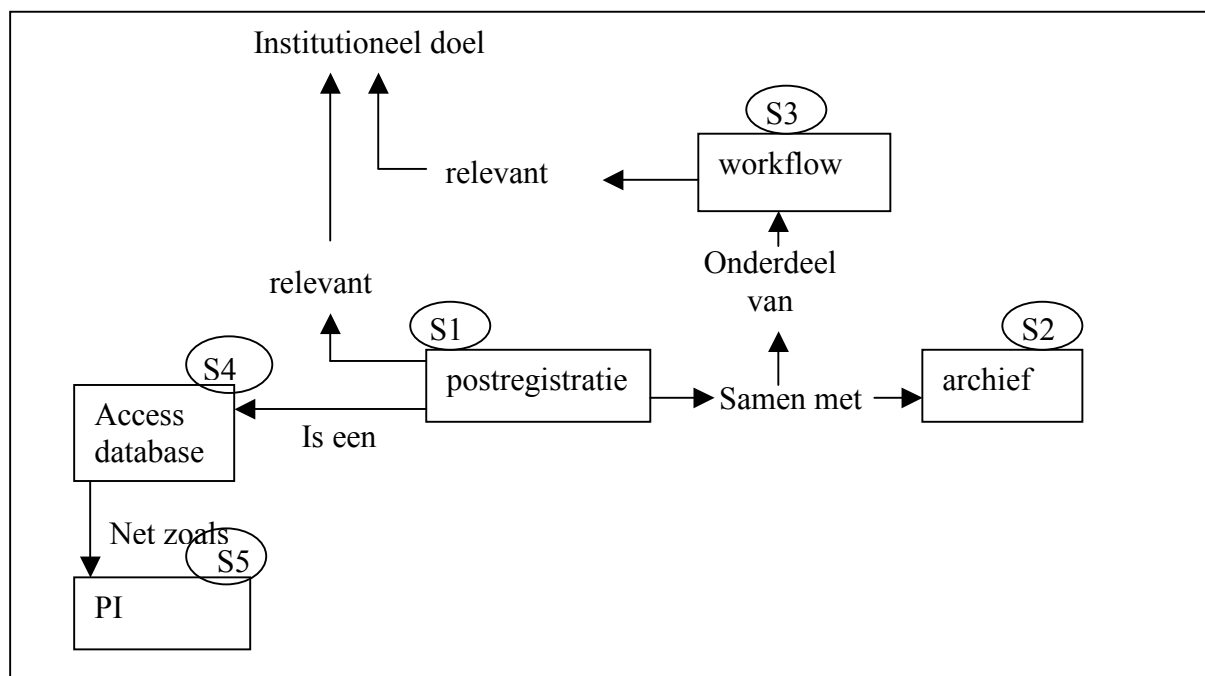 Institutioneel doel
S3
workflow
relevant
Onderdeel
van
relevant
S1
S2
S4
postregistratie
Samen met
archief
Access
database
Is een
Net zoals
S5
PI